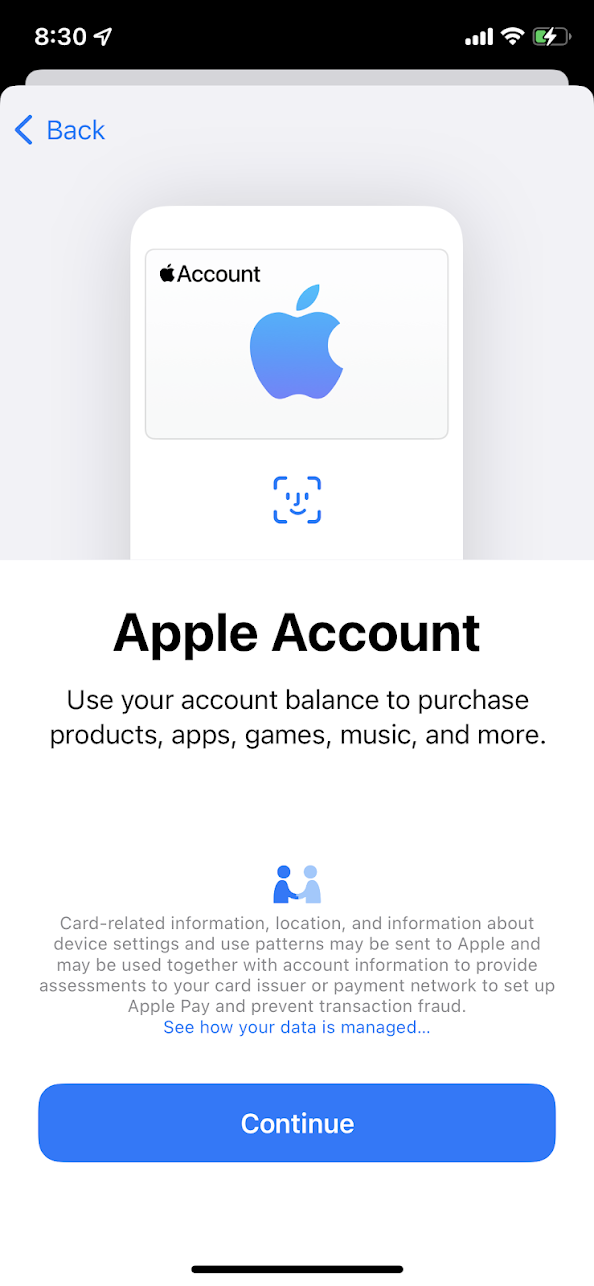 8:30
Back
Account
Apple Account
Use your account balance to purchase
products, apps, games, music, and more.
Card-related information, location, and information about
device settings and use patterns may be sent to Apple and
may be used together with account information to provide
assessments to your card issuer or payment network to set up
Apple Pay and prevent transaction fraud.
See how your data is managed...
Continue